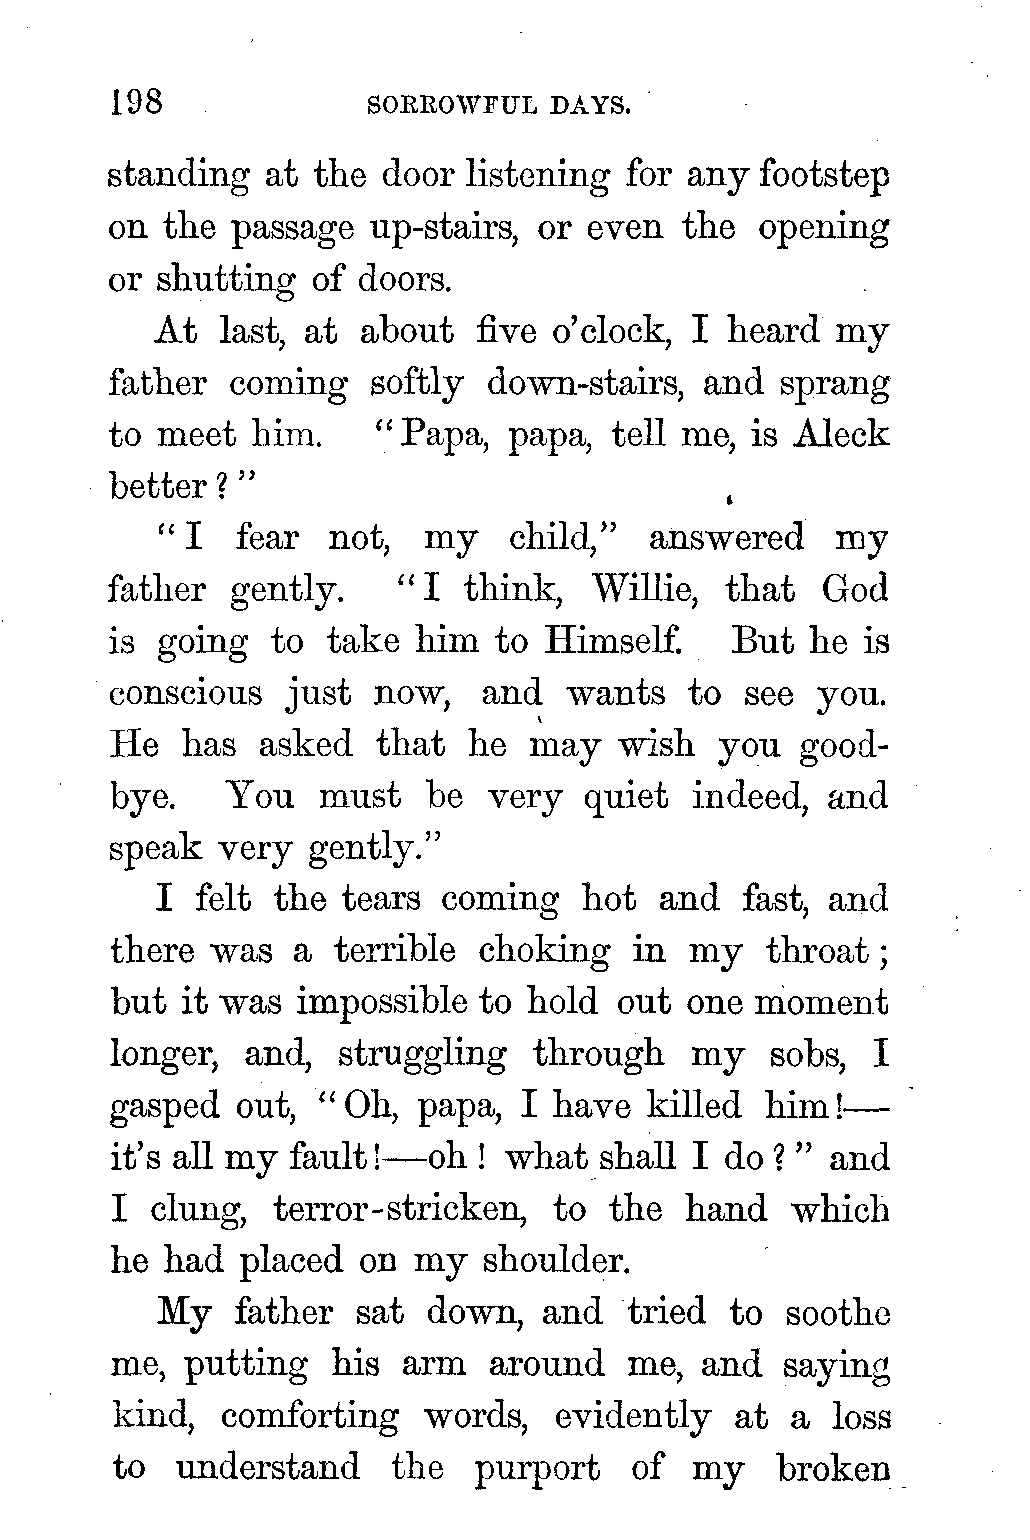 198 SORROWFUL DAYS.
standing at the door listening for any footstep
on the passage up-stairs, or even the opening
or shutting of doors.
At last, at about five o'clock, I heard my
father coming softly down-stairs, and sprang
to meet him. "Papa, papa, tell me, is Aleck
better?"
"I fear not, my child," answered my
father gently. "I think, Willie, that God
is going to take him to Himself. But he is
conscious just now, and wants to see you.
He has asked that he may wish you good-
bye. You must be very quiet indeed, and
speak very gently."
I felt the tears coming hot and fast, and
there was a terrible choking in my throat;
but it was impossible to hold out one moment
longer, and, struggling through my sobs, I
gasped out, "Oh, papa, I have killed him!—
it's all my fault!—oh! what shall I do?" and
I clung, terror-stricken, to the hand which
he had placed on my shoulder.
My father sat down, and tried to soothe
me, putting his arm around me, and saying
kind, comforting words, evidently at a loss
to understand the purport of my broken